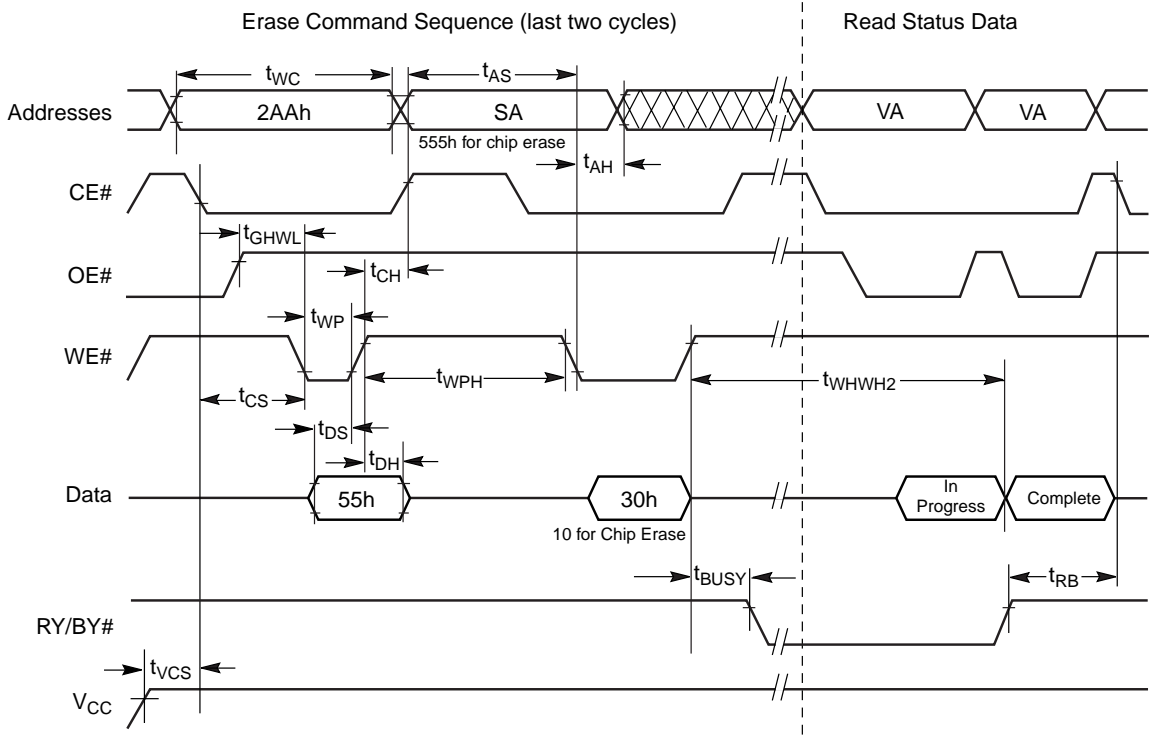 Erase Command Sequence (last two cycles)
Read Status Data
tWC
tAS
Addresses
2AAh
SA
VA
VA
555h for chip erase
tAH
CE#
tGHWL
tCH
OE#
tWP
WE#
tWPH
tWHWH2
tCS
tDS
tDH
Data
55h
30h
In
Progress
Complete
10 for Chip Erase
tBUSY
tRB
RY/BY#
tVCS
VCC